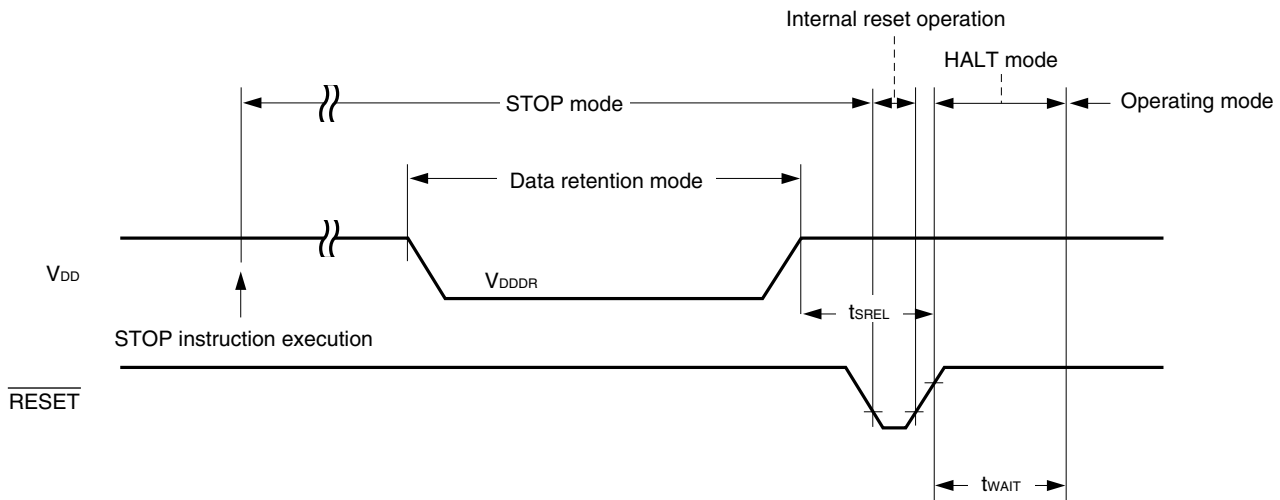 Internal reset operation
HALT mode
STOP mode
Operating mode
Data retention mode
VDD
VDDDR
STOP instruction execution
tSREL
RESET
tWAIT